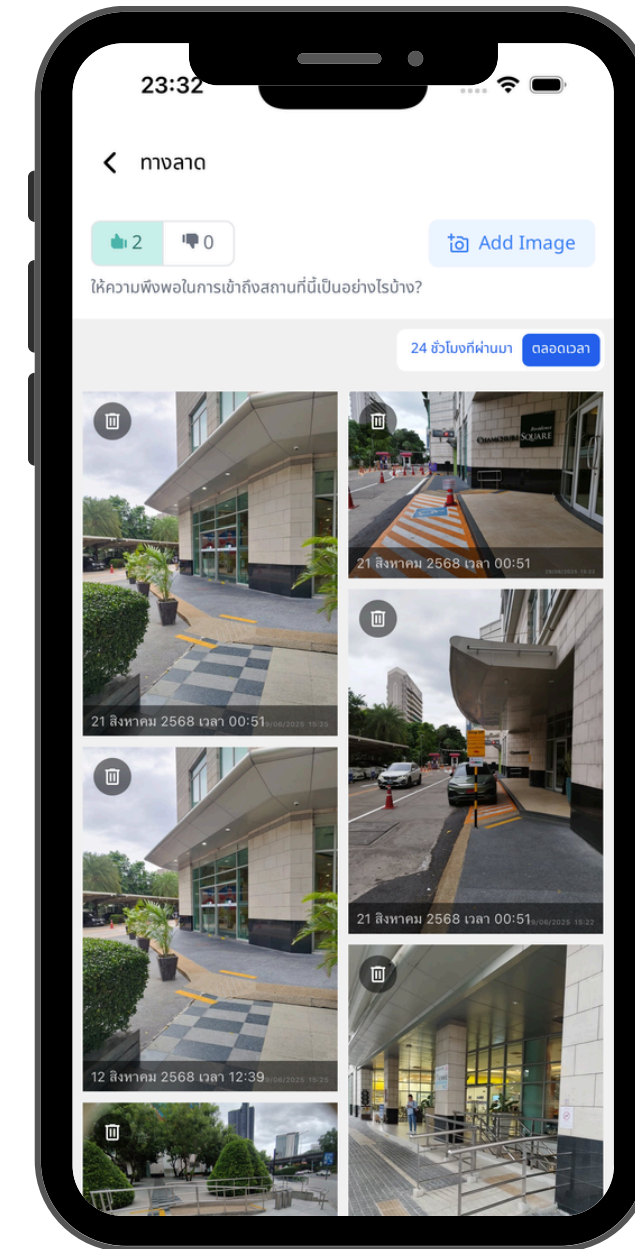 23:32
ทางลาด
2
0
Add Image
ให้ความพึงพอในการเข้าถึงสถานที่นี้เป็นอย่างไรบ้าง?
24 ชั่วโมงที่ผ่านมา
ตลอดเวลา
Residence
CHAMCHURI SQUARE
21 สิงหาคม 2568 เวลา 00:51
21 สิงหาคม 2568 เวลา 00:51
21 สิงหาคม 2568 เวลา 00:51
12 สิงหาคม 2568 เวลา 12:39